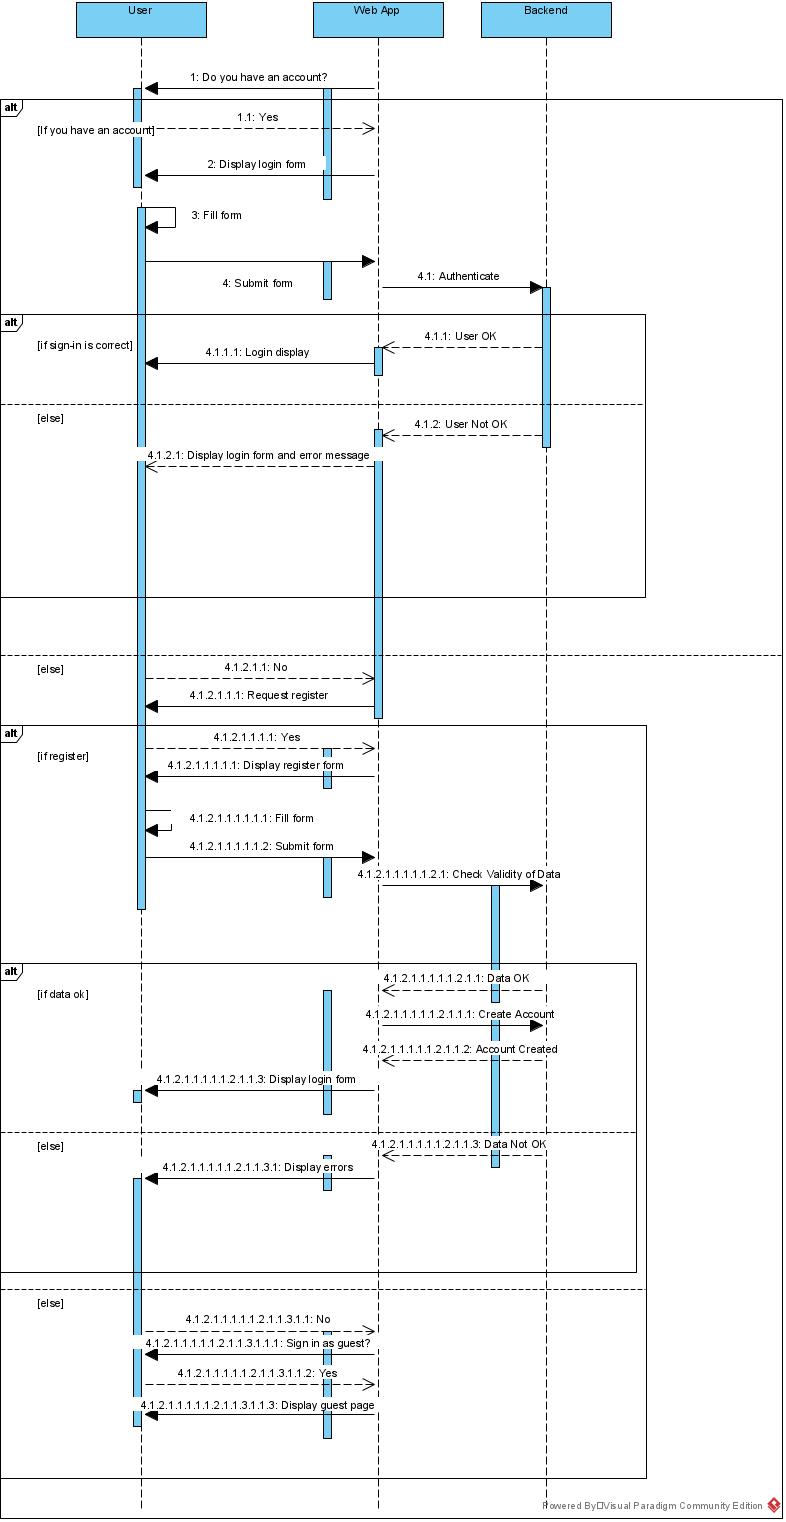 User
Web App
Backend
1: Do you have an account?
alt
1.1: Yes
[If you have an account]
2: Display login form
3: Fill form
4.1: Authenticate
4: Submit form
alt
4.1.1: User OK
[if sign-in is correct]
4.1.1.1: Login display
[else]
4.1.2: User Not OK
4.1.2.1: Display login form and error message
[else]
4.1.2.1.1: No
4.1.2.1.1.1: Request register
alt
4.1.2.1.1.1.1: Yes
[if register]
4.1.2.1.1.1.1.1: Display register form
4.1.2.1.1.1.1.1.1: Fill form
4.1.2.1.1.1.1.1.2: Submit form
4.1.2.1.1.1.1.1.2.1: Check Validity of Data
alt
4.1.2.1.1.1.1.1.2.1.1: Data OK
[if data ok]
4.1.2.1.1.1.1.1.2.1.1.1: Create Account
4.1.2.1.1.1.1.1.2.1.1.2: Account Created
4.1.2.1.1.1.1.1.2.1.1.3: Display login form
[else]
4.1.2.1.1.1.1.1.2.1.1.3: Data Not OK
4.1.2.1.1.1.1.1.2.1.1.3.1: Display errors
[else]
4.1.2.1.1.1.1.1.2.1.1.3.1.1: No
4.1.2.1.1.1.1.1.2.1.1.3.1.1.1: Sign in as guest?
4.1.2.1.1.1.1.1.2.1.1.3.1.1.2: Yes
4.1.2.1.1.1.1.1.2.1.1.3.1.1.3: Display guest page
Powered By□Visual Paradigm Community Edition